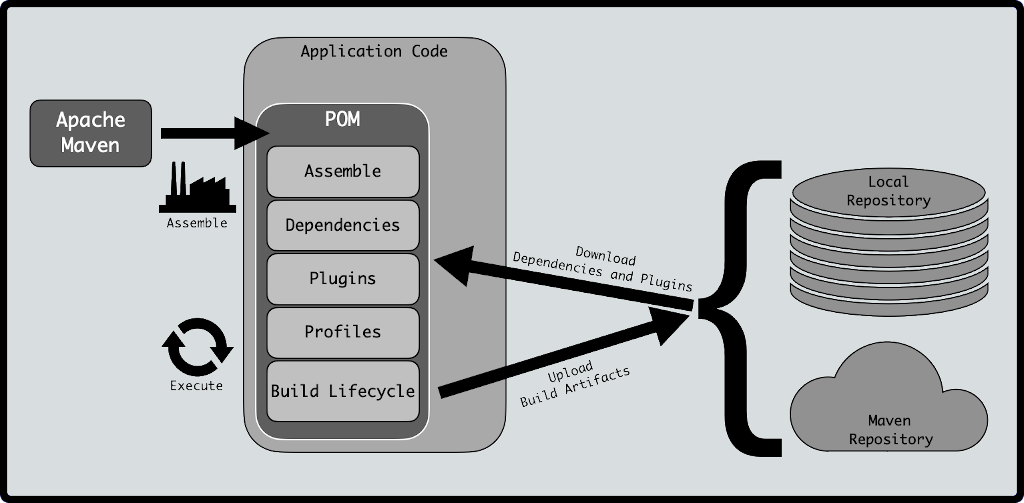 Application Code
Apache
Maven
POM
Assemble
Dependencies
Plugins
Profiles
Build Lifecycle
Assemble
Execute
Download
Dependencies and Plugins
Upload
Build Artifacts
Local
Repository
Maven
Repository